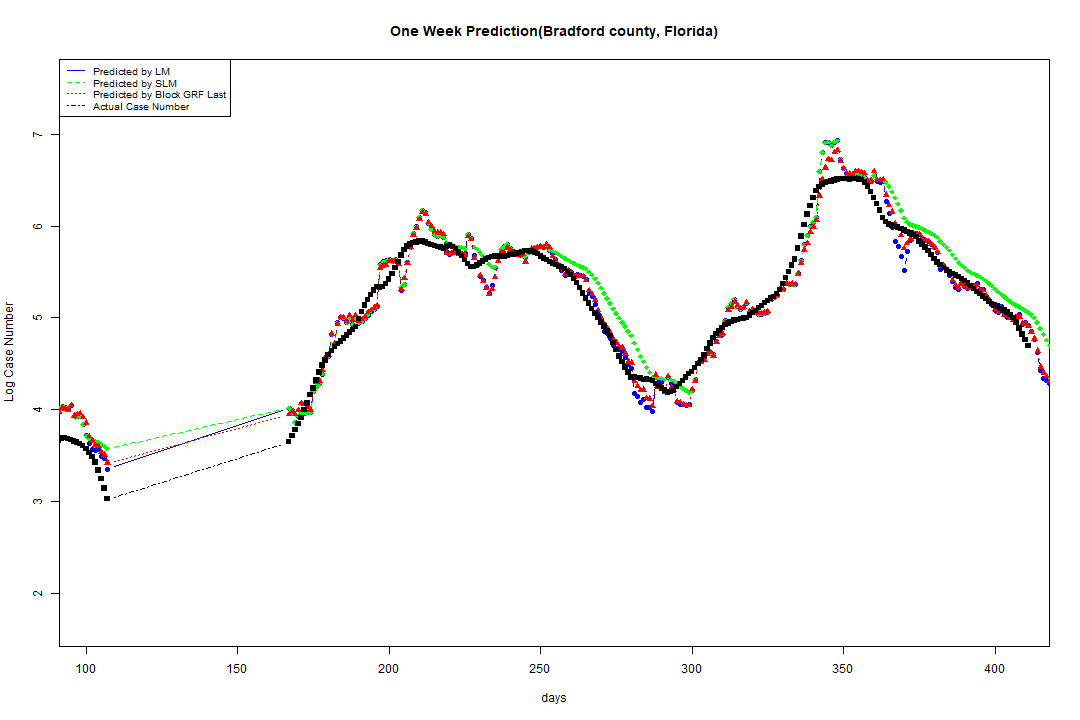 One Week Prediction(Bradford county, Florida)
Predicted by LM
Predicted by SLM
Predicted by Block GRF Last
Actual Case Number
7
6
5
4
3
2
Log Case Number
100 150 200 250 300 350 400
days